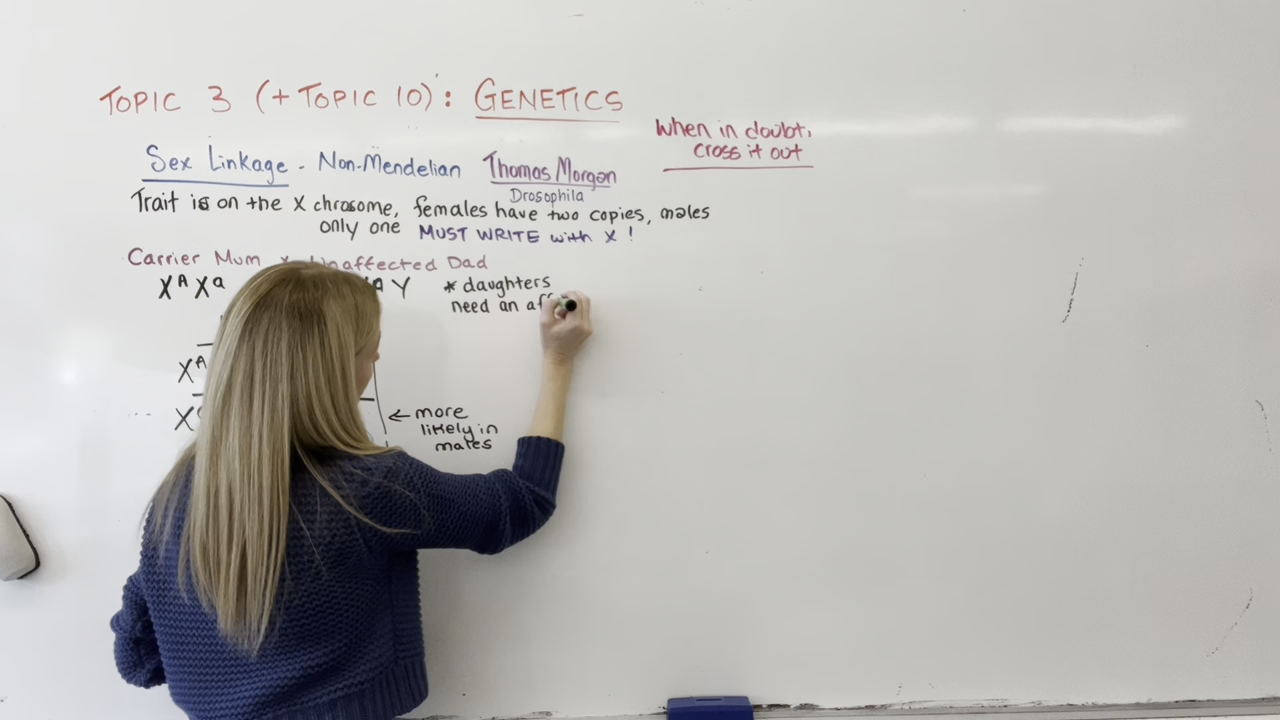 TOPIC 3 (+ TOPIC 10): GENETICS
When in doubt,
cross it out
Sex Linkage - Non-Mendelian Thomas Morgan
Drosophila
Trait is on the X chrosome, females have two copies, males
only one MUST WRITE with X!
Carrier Mum x Unaffected Dad
X^A X^a A Y
* daughters
need an aff
X^A
X
← more
likely in
males